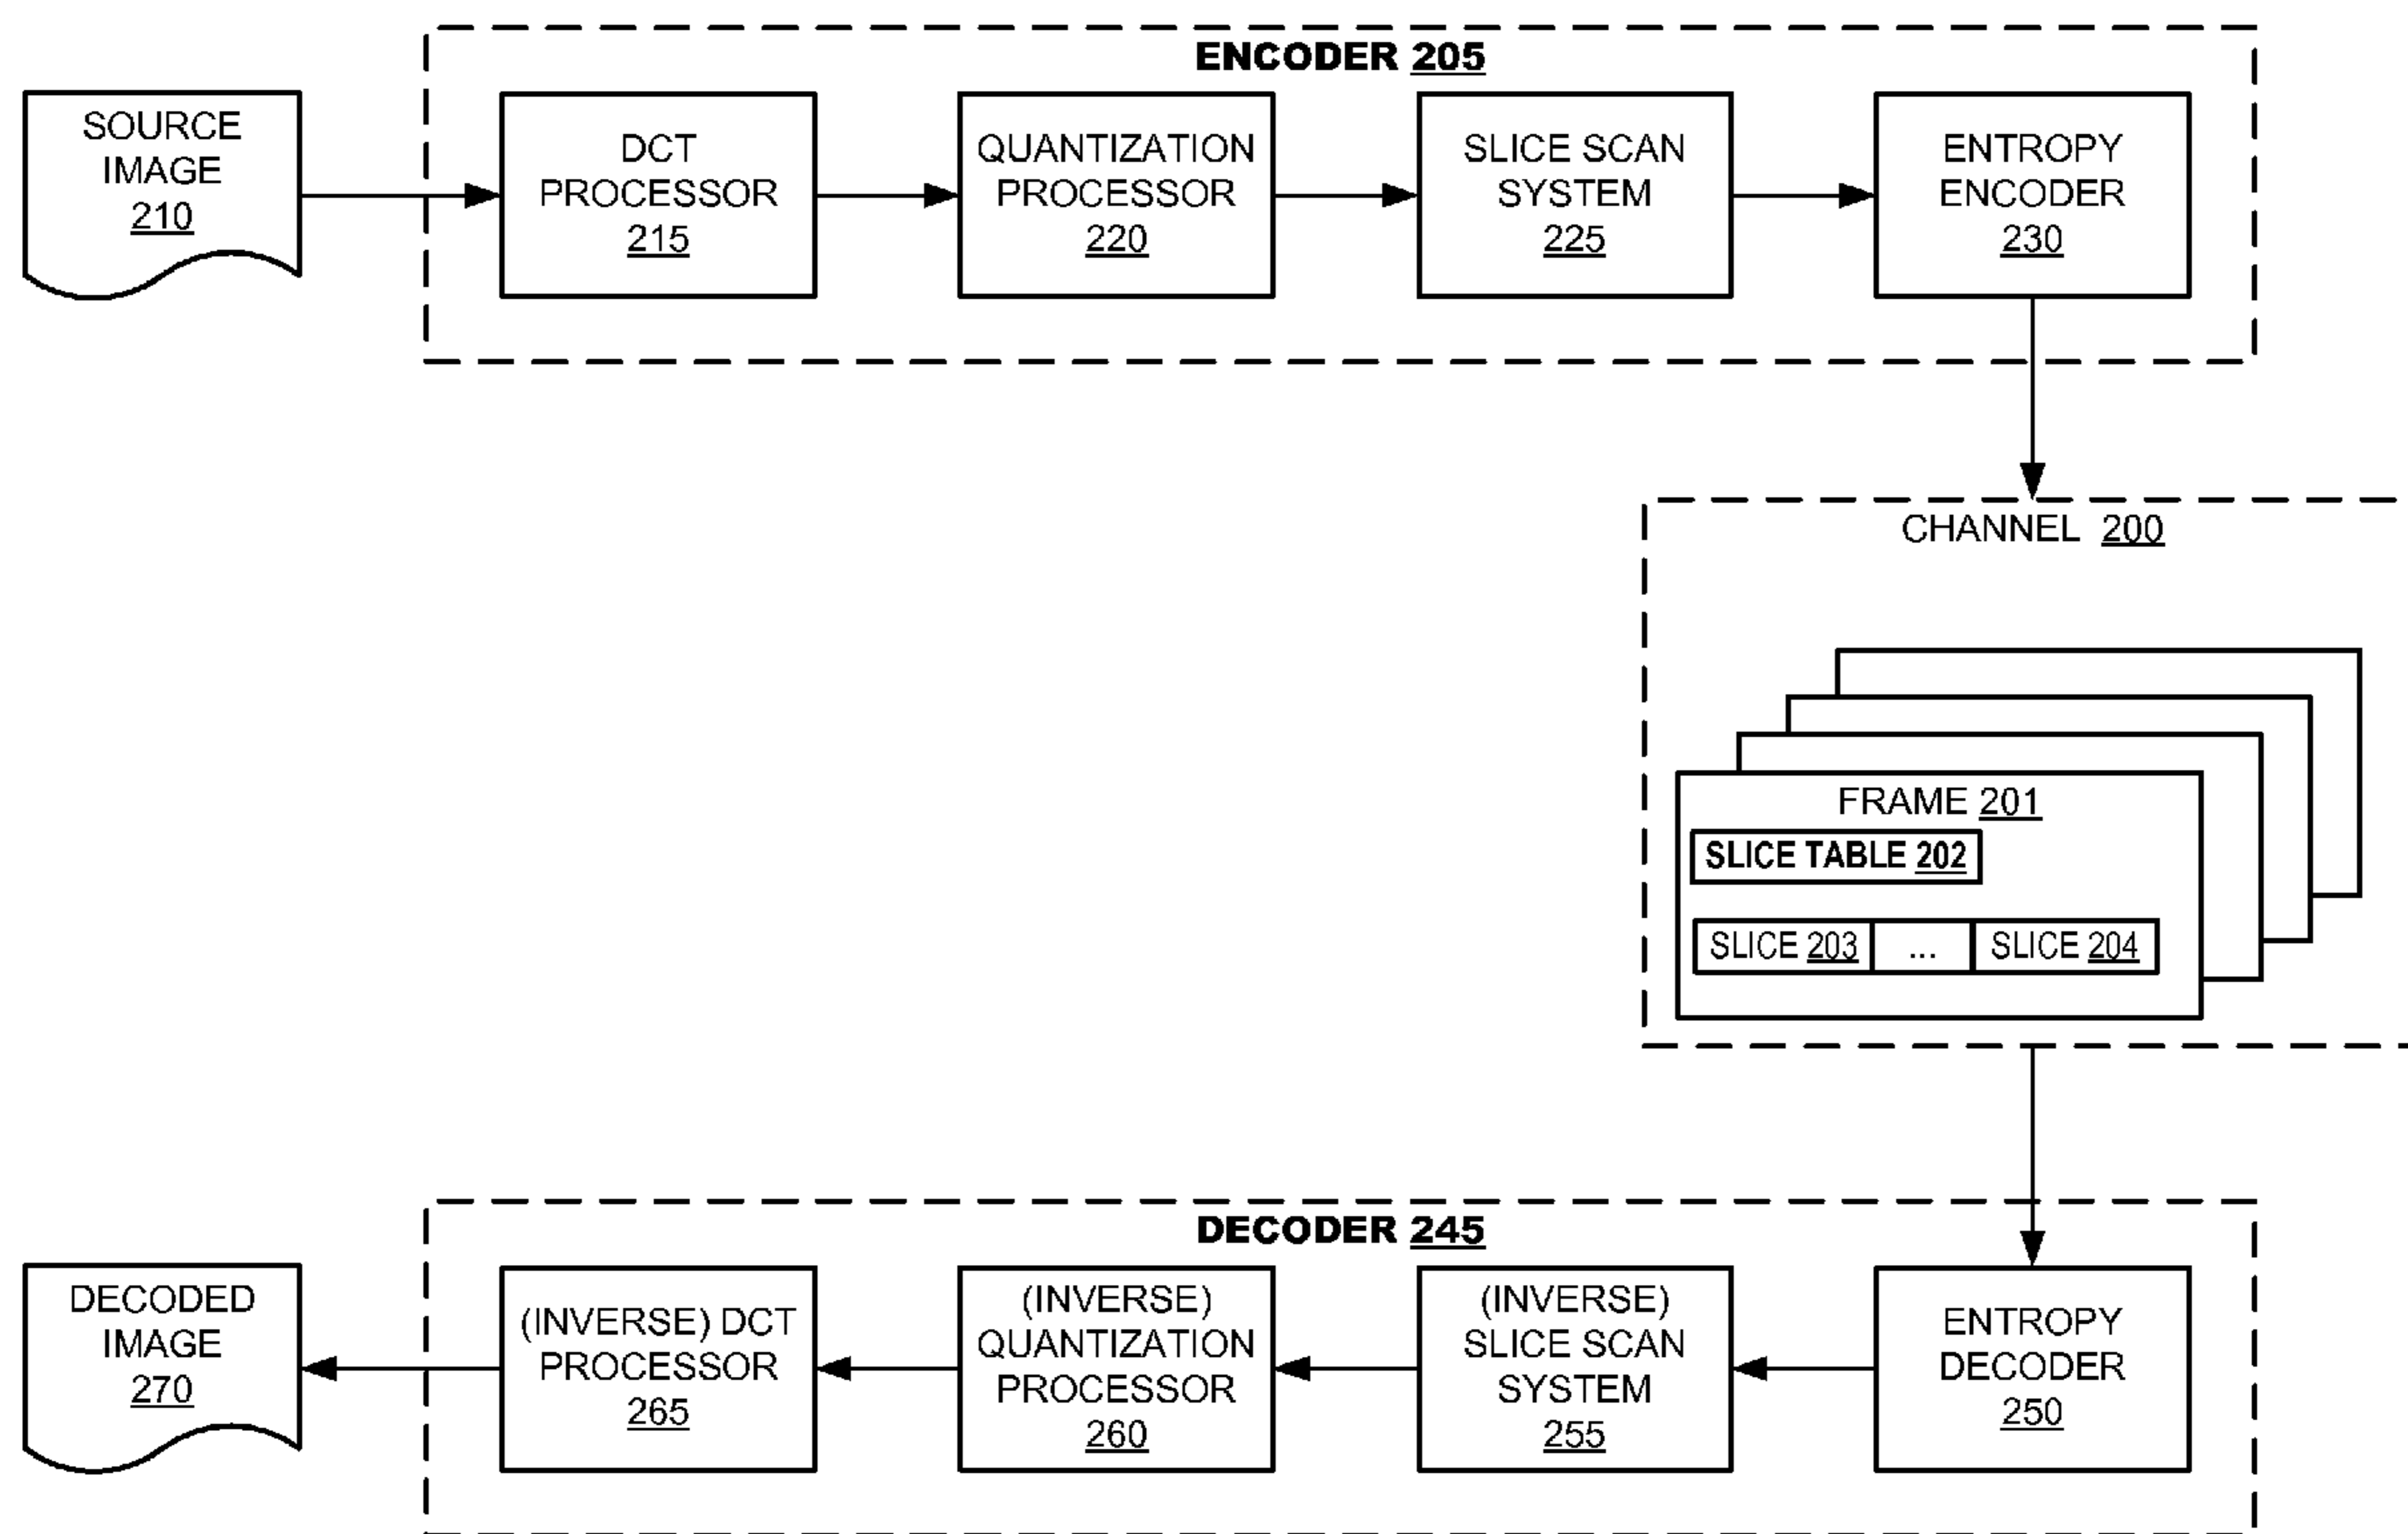 ENCODER 205
SOURCE
IMAGE
210
DCT
PROCESSOR
215
QUANTIZATION
PROCESSOR
220
SLICE SCAN
SYSTEM
225
ENTROPY
ENCODER
230
CHANNEL 200
FRAME 201
SLICE TABLE 202
SLICE 203
...
SLICE 204
DECODER 245
DECODED
IMAGE
270
(INVERSE) DCT
PROCESSOR
265
(INVERSE)
QUANTIZATION
PROCESSOR
260
(INVERSE)
SLICE SCAN
SYSTEM
255
ENTROPY
DECODER
250